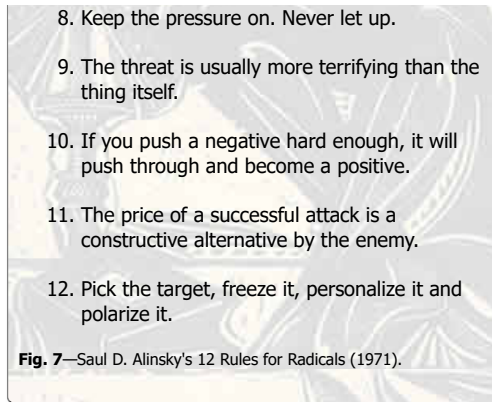 8. Keep the pressure on. Never let up.
9. The threat is usually more terrifying than the
thing itself.
10. If you push a negative hard enough, it will
push through and become a positive.
11. The price of a successful attack is a
constructive alternative by the enemy.
12. Pick the target, freeze it, personalize it and
polarize it.
Fig. 7—Saul D. Alinsky's 12 Rules for Radicals (1971).